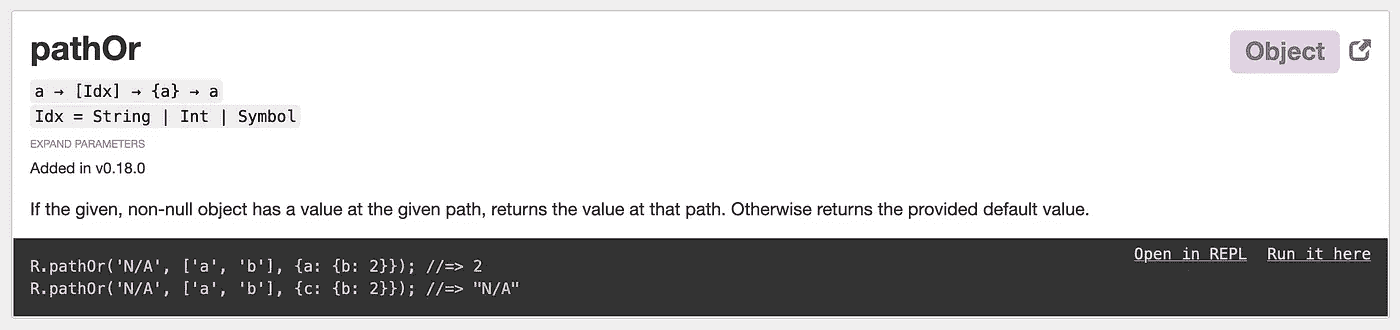 pathOr
Object
a → [Idx] → {a} → a
Idx = String | Int | Symbol
EXPAND PARAMETERS
Added in v0.18.0
If the given, non-null object has a value at the given path, returns the value at that path. Otherwise returns the provided default value.
Open in REPL Run it here
R.pathOr('N/A', ['a', 'b'], {a: {b: 2}}); //=> 2
R.pathOr('N/A', ['a', 'b'], {c: {b: 2}}); //=> "N/A"